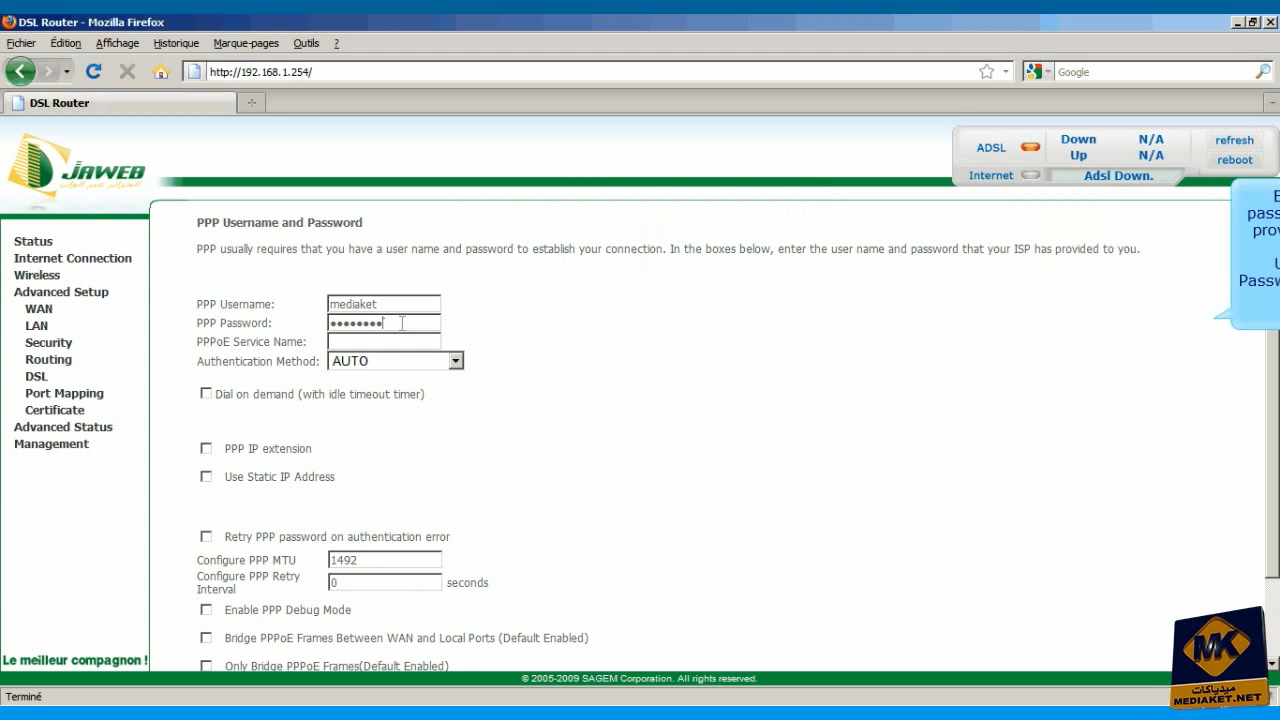 DSL Router - Mozilla Firefox
Fichier Édition Affichage Historique Marque-pages Outils ?
http://192.168.1.254/
Google
DSL Router
JAWEB
ADSL Down N/A
Up N/A
Internet Adsl Down.
refresh
reboot
Status
Internet Connection
Wireless
Advanced Setup
WAN
LAN
Security
Routing
DSL
Port Mapping
Certificate
Advanced Status
Management
Le meilleur compagnon !
PPP Username and Password
PPP usually requires that you have a user name and password to establish your connection. In the boxes below, enter the user name and password that your ISP has provided to you.
PPP Username: mediaket
PPP Password: ••••••••
PPPoE Service Name:
Authentication Method: AUTO
Dial on demand (with idle timeout timer)
PPP IP extension
Use Static IP Address
Retry PPP password on authentication error
Configure PPP MTU 1492
Configure PPP Retry Interval 0 seconds
Enable PPP Debug Mode
Bridge PPPoE Frames Between WAN and Local Ports (Default Enabled)
Only Bridge PPPoE Frames(Default Enabled)
© 2005-2009 SAGEM Corporation. All rights reserved.
Terminé
MK
ميدياكات
MEDIAKET.NET